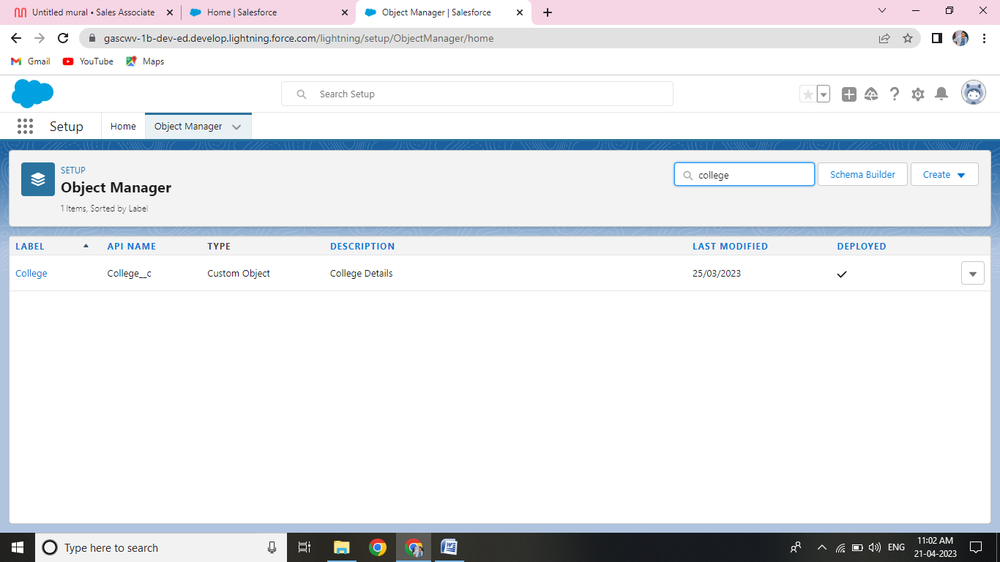 Untitled mural • Sales Associate
Home | Salesforce
Object Manager | Salesforce
gascwv-1b-dev-ed.develop.lightning.force.com/lightning/setup/ObjectManager/home
Gmail
YouTube
Maps
Search Setup
Setup
Home
Object Manager
SETUP
Object Manager
1 Items, Sorted by Label
college
Schema Builder
Create
LABEL
API NAME
TYPE
DESCRIPTION
LAST MODIFIED
DEPLOYED
College
College__c
Custom Object
College Details
25/03/2023
Type here to search
ENG
11:02 AM
21-04-2023